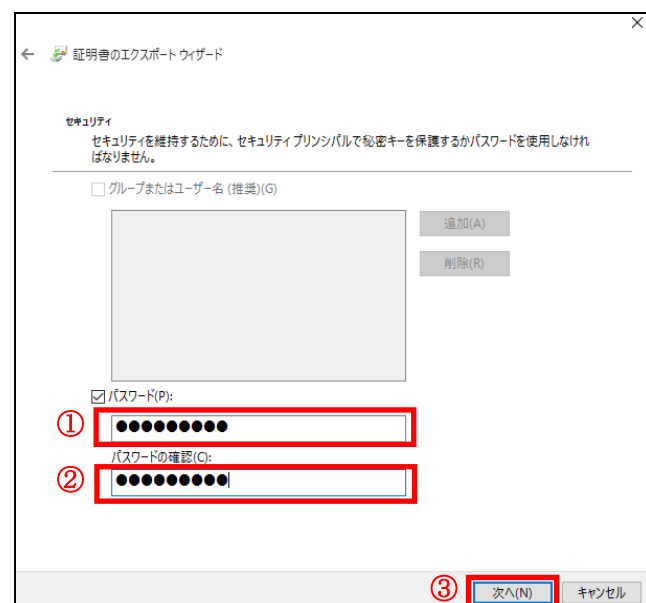 証明書のエクスポート ウィザード
セキュリティ
セキュリティを維持するために、セキュリティ プリンシパルで秘密キーを保護するかパスワードを使用しなけれ
ばなりません。
グループまたはユーザー名 (推奨)(G)
追加(A)
削除(R)
パスワード(P):
① ●●●●●●●●●
パスワードの確認(C):
② ●●●●●●●●●
③ 次へ(N) キャンセル